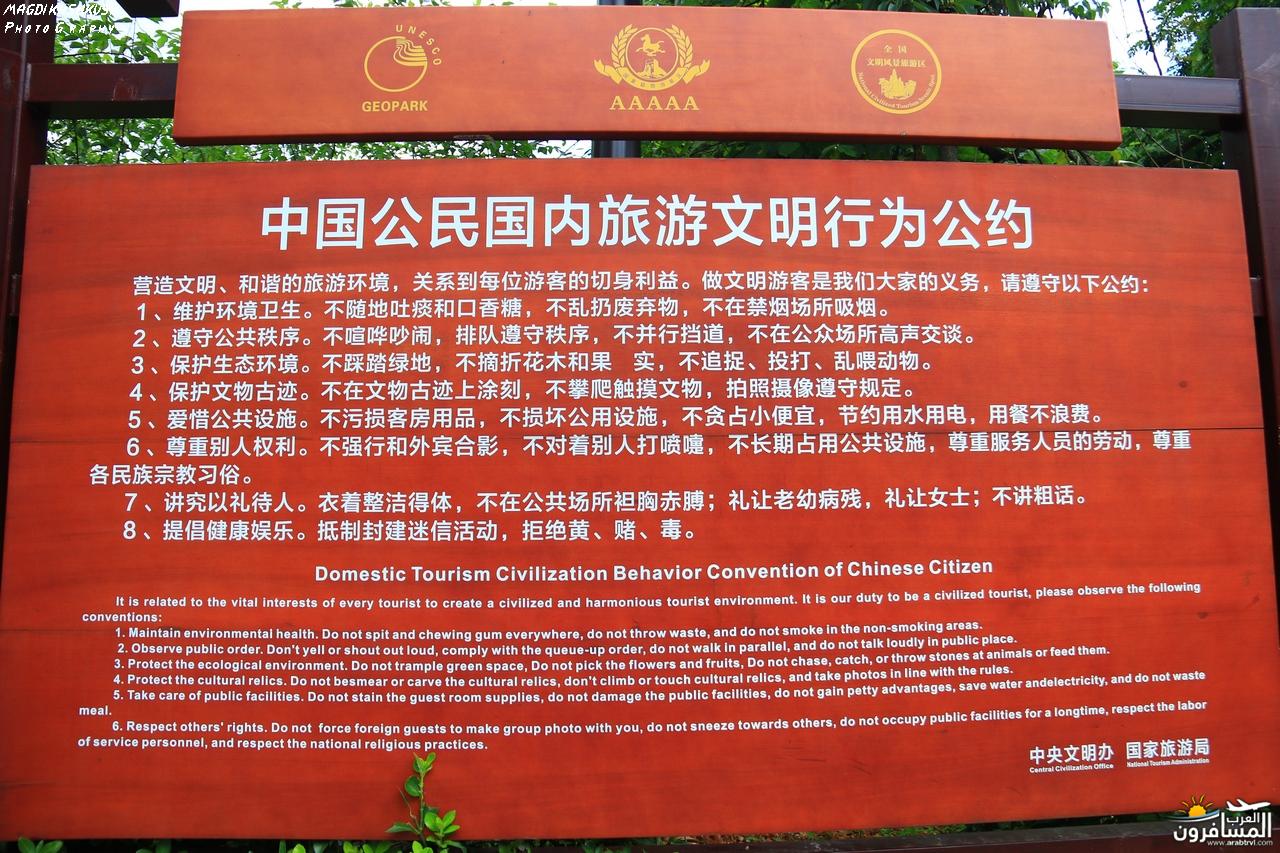 MAGDIK FUKUS
PHOTOGRAPHY
UNESCO
GEOPARK
AAAAA
全国
文明风景旅游区
中国公民国内旅游文明行为公约
营造文明、和谐的旅游环境，关系到每位游客的切身利益。做文明游客是我们大家的义务，请遵守以下公约：
1、维护环境卫生。不随地吐痰和口香糖，不乱扔废弃物，不在禁烟场所吸烟。
2、遵守公共秩序。不喧哗吵闹，排队遵守秩序，不并行挡道，不在公众场所高声交谈。
3、保护生态环境。不踩踏绿地，不摘折花木和果 实，不追捉、投打、乱喂动物。
4、保护文物古迹。不在文物古迹上涂刻，不攀爬触摸文物，拍照摄像遵守规定。
5、爱惜公共设施。不污损客房用品，不损坏公用设施，不贪占小便宜，节约用水用电，用餐不浪费。
6、尊重别人权利。不强行和外宾合影，不对着别人打喷嚏，不长期占用公共设施，尊重服务人员的劳动，尊重
各民族宗教习俗。
7、讲究以礼待人。衣着整洁得体，不在公共场所袒胸赤膊；礼让老幼病残，礼让女士；不讲粗话。
8、提倡健康娱乐。抵制封建迷信活动，拒绝黄、赌、毒。
Domestic Tourism Civilization Behavior Convention of Chinese Citizen
It is related to the vital interests of every tourist to create a civilized and harmonious tourist environment. It is our duty to be a civilized tourist, please observe the following
conventions:
1. Maintain environmental health. Do not spit and chewing gum everywhere, do not throw waste, and do not smoke in the non-smoking areas.
2. Observe public order. Don't yell or shout out loud, comply with the queue-up order, do not walk in parallel, and do not talk loudly in public place.
3. Protect the ecological environment. Do not trample green space, Do not pick the flowers and fruits, Do not chase, catch, or throw stones at animals or feed them.
4. Protect the cultural relics. Do not besmear or carve the cultural relics, don't climb or touch cultural relics, and take photos in line with the rules.
5. Take care of public facilities. Do not stain the guest room supplies, do not damage the public facilities, do not gain petty advantages, save water andelectricity, and do not waste
meal.
6. Respect others' rights. Do not force foreign guests to make group photo with you, do not sneeze towards others, do not occupy public facilities for a longtime, respect the labor
of service personnel, and respect the national religious practices.
中央文明办 国家旅游局
Central Civilization Office National Tourism Administration
العرب
المسافرون
www.arabtrvl.com